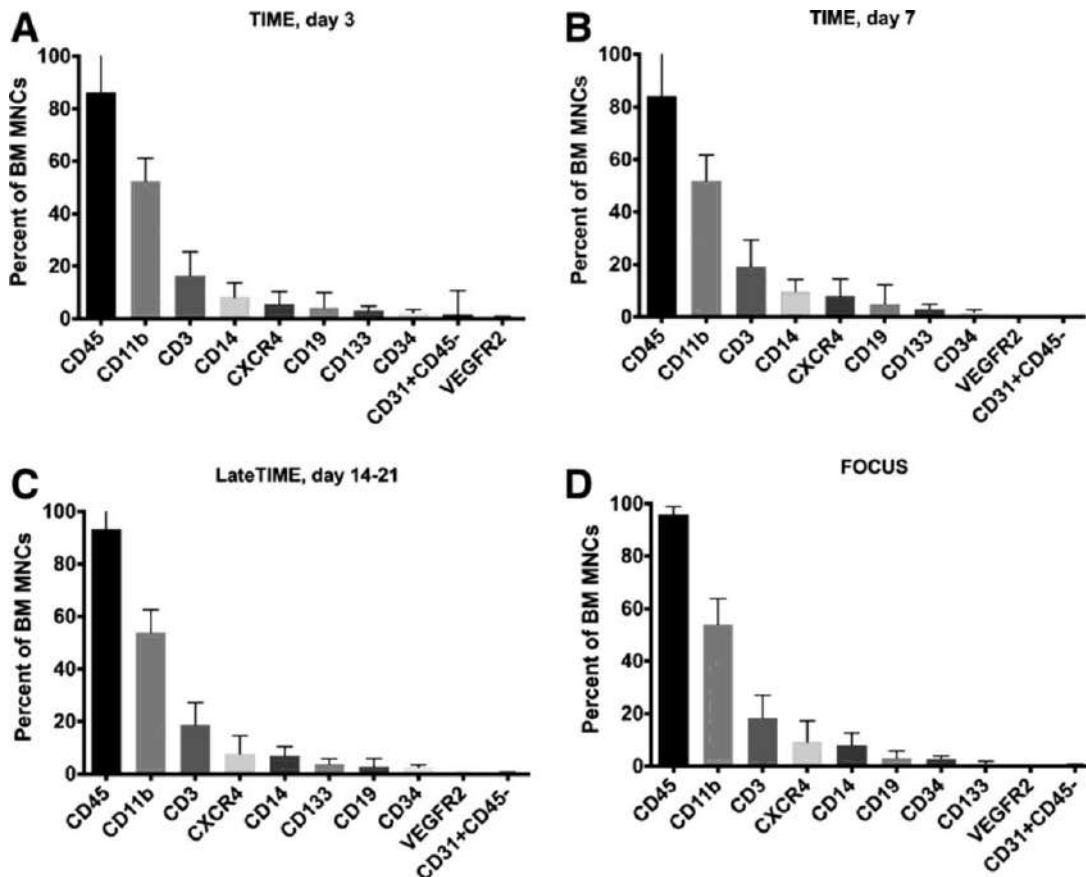 A
TIME, day 3
Percent of BM MNCs
100
80
60
40
20
0
CD45
CD11b
CD3
CD14
CXCR4
CD19
CD133
CD34
CD31+CD45-
VEGFR2
B
TIME, day 7
Percent of BM MNCs
100
80
60
40
20
0
CD45
CD11b
CD3
CD14
CXCR4
CD19
CD133
CD34
VEGFR2
CD31+CD45-
C
LateTIME, day 14-21
Percent of BM MNCs
100
80
60
40
20
0
CD45
CD11b
CD3
CXCR4
CD14
CD133
CD19
CD34
VEGFR2
CD31+CD45-
D
FOCUS
Percent of BM MNCs
100
80
60
40
20
0
CD45
CD11b
CD3
CXCR4
CD14
CD19
CD34
CD133
VEGFR2
CD31+CD45-